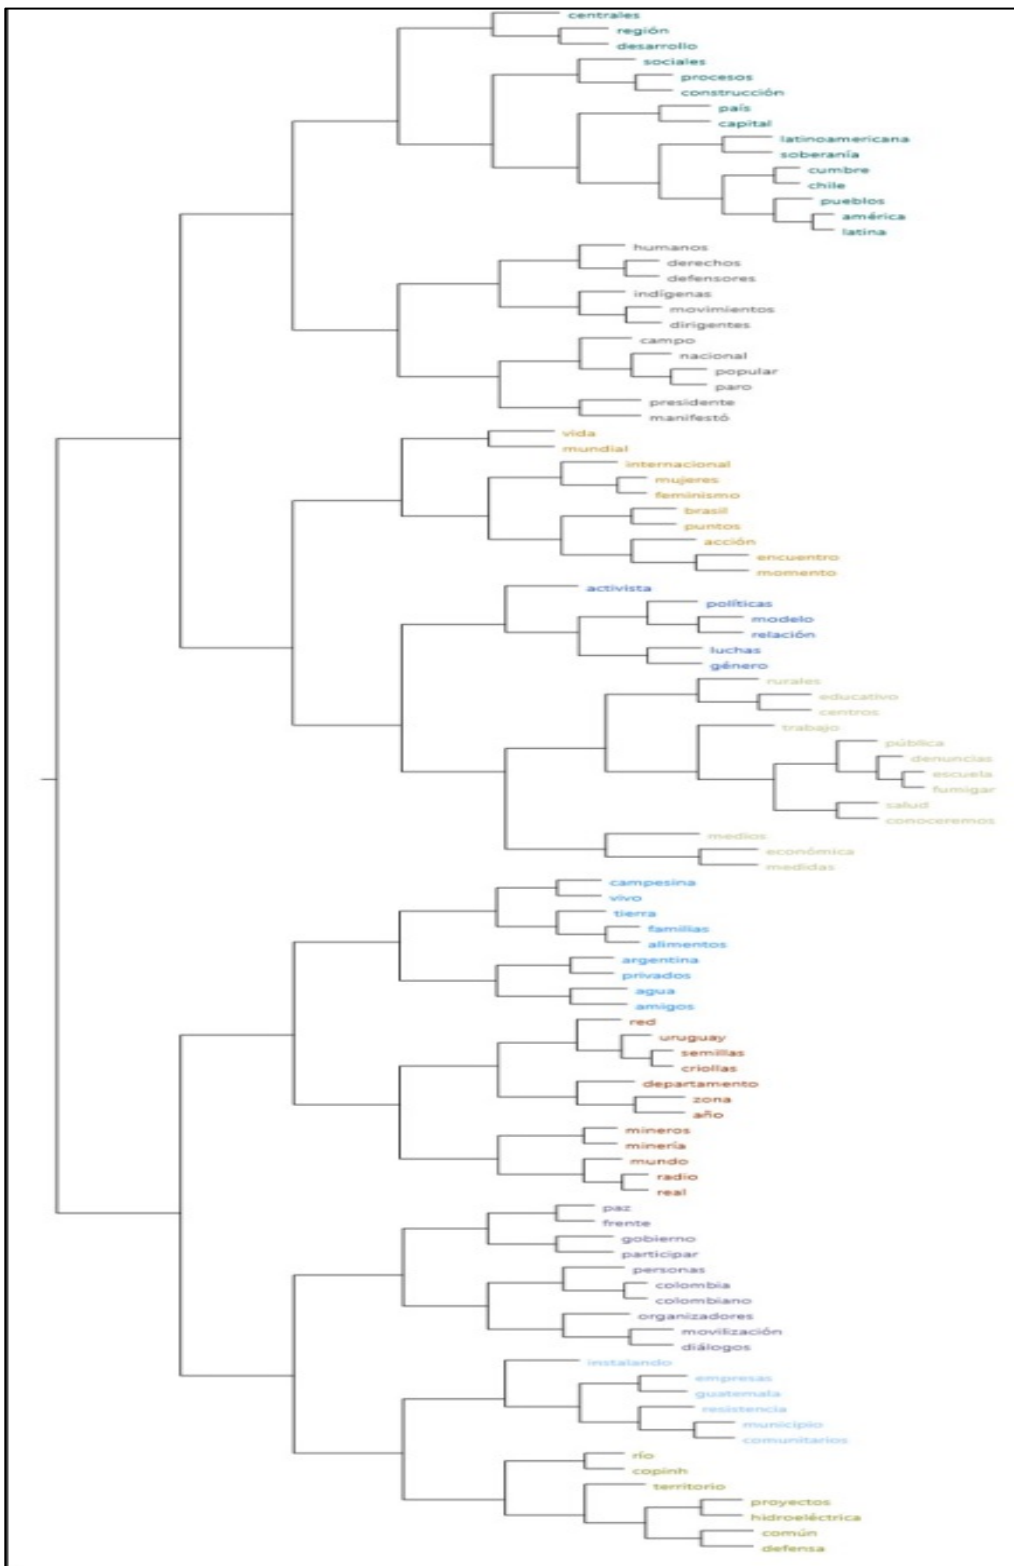 centrales
región
desarrollo
sociales
procesos
construcción
país
capital
latinoamericana
soberanía
cumbre
chile
pueblos
américa
latina
humanos
derechos
defensores
indígenas
movimientos
dirigentes
campo
nacional
popular
paro
presidente
manifestó
vida
mundial
internacional
mujeres
feminismo
brasil
puntos
acción
encuentro
momento
activista
políticas
modelo
relación
luchas
género
rurales
educativo
centros
trabajo
pública
denuncias
escuela
fumigar
salud
conoceremos
medios
económica
medidas
campesina
vivo
tierra
familias
alimentos
argentina
privados
agua
amigos
red
uruguay
semillas
criollas
departamento
zona
año
mineros
minería
mundo
radio
real
paz
frente
gobierno
participar
personas
colombia
colombiano
organizadores
movilización
diálogos
instalando
empresas
guatemala
resistencia
municipio
comunitarios
río
copinh
territorio
proyectos
hidroeléctrica
común
defensa